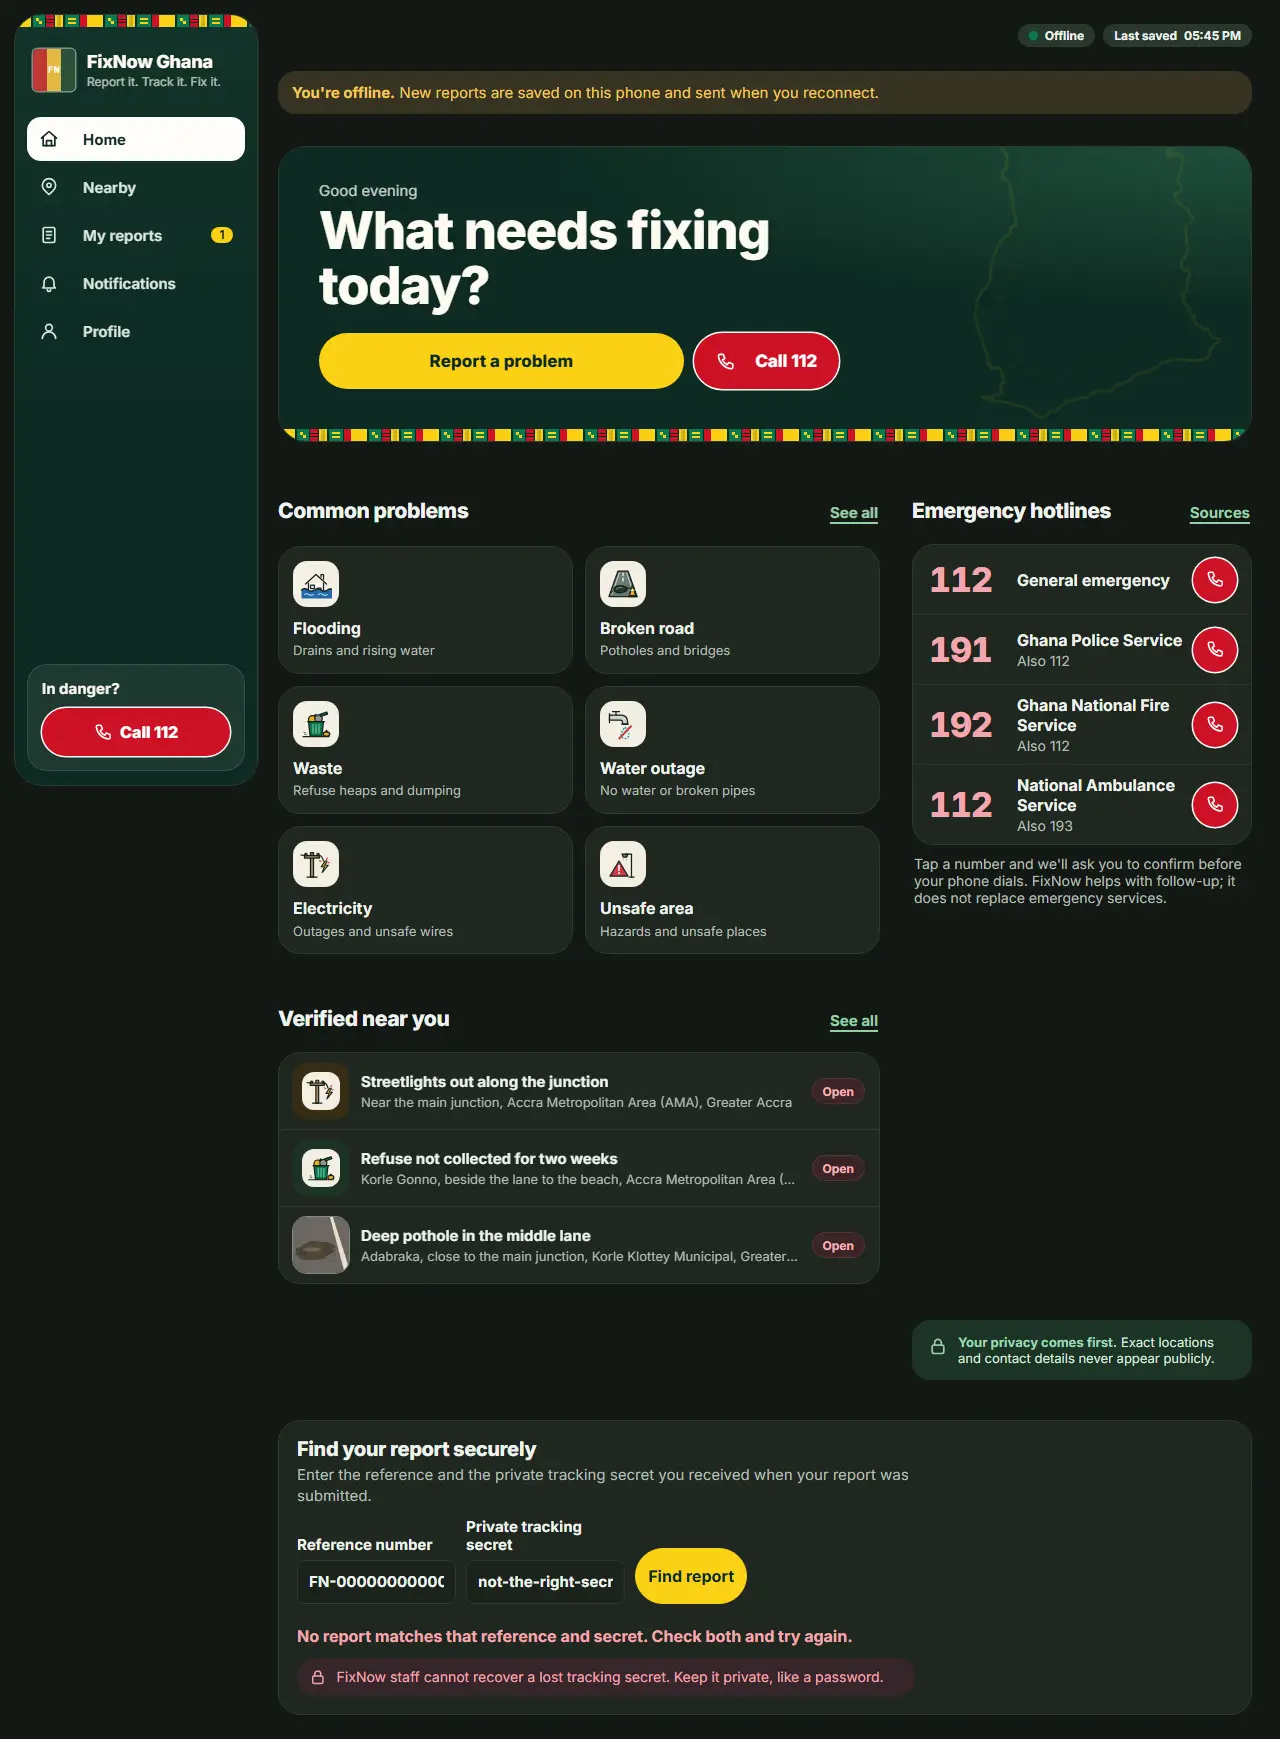 FN
FixNow Ghana
Report it. Track it. Fix it.
Home
Nearby
My reports 1
Notifications
Profile
In danger?
Call 112
Offline
Last saved 05:45 PM
You're offline. New reports are saved on this phone and sent when you reconnect.
Good evening
What needs fixing
today?
Report a problem
Call 112
Common problems
See all
Flooding
Drains and rising water
Broken road
Potholes and bridges
Waste
Refuse heaps and dumping
Water outage
No water or broken pipes
Electricity
Outages and unsafe wires
Unsafe area
Hazards and unsafe places
Emergency hotlines
Sources
112
General emergency
191
Ghana Police Service
Also 112
192
Ghana National Fire
Service
Also 112
112
National Ambulance
Service
Also 193
Tap a number and we'll ask you to confirm before
your phone dials. FixNow helps with follow-up; it
does not replace emergency services.
Verified near you
See all
Streetlights out along the junction
Near the main junction, Accra Metropolitan Area (AMA), Greater Accra
Open
Refuse not collected for two weeks
Korle Gonno, beside the lane to the beach, Accra Metropolitan Area (...
Open
Deep pothole in the middle lane
Adabraka, close to the main junction, Korle Klottey Municipal, Greater...
Open
Your privacy comes first. Exact locations
and contact details never appear publicly.
Find your report securely
Enter the reference and the private tracking secret you received when your report was
submitted.
Reference number
Private tracking
secret
FN-00000000000
not-the-right-secr
Find report
No report matches that reference and secret. Check both and try again.
FixNow staff cannot recover a lost tracking secret. Keep it private, like a password.